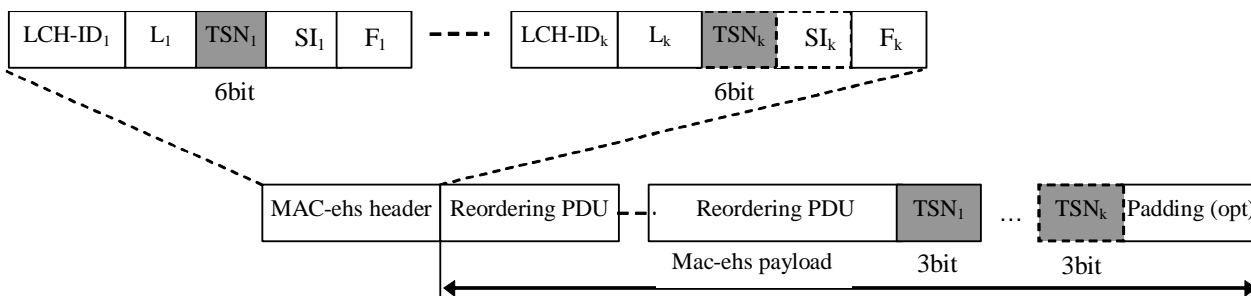 LCH-ID₁ L₁ TSN₁ SI₁ F₁ LCH-IDₖ Lₖ TSNₖ SIₖ Fₖ
6bit 6bit
MAC-ehs header Reordering PDU Reordering PDU TSN₁ ... TSNₖ Padding (opt)
Mac-ehs payload 3bit 3bit